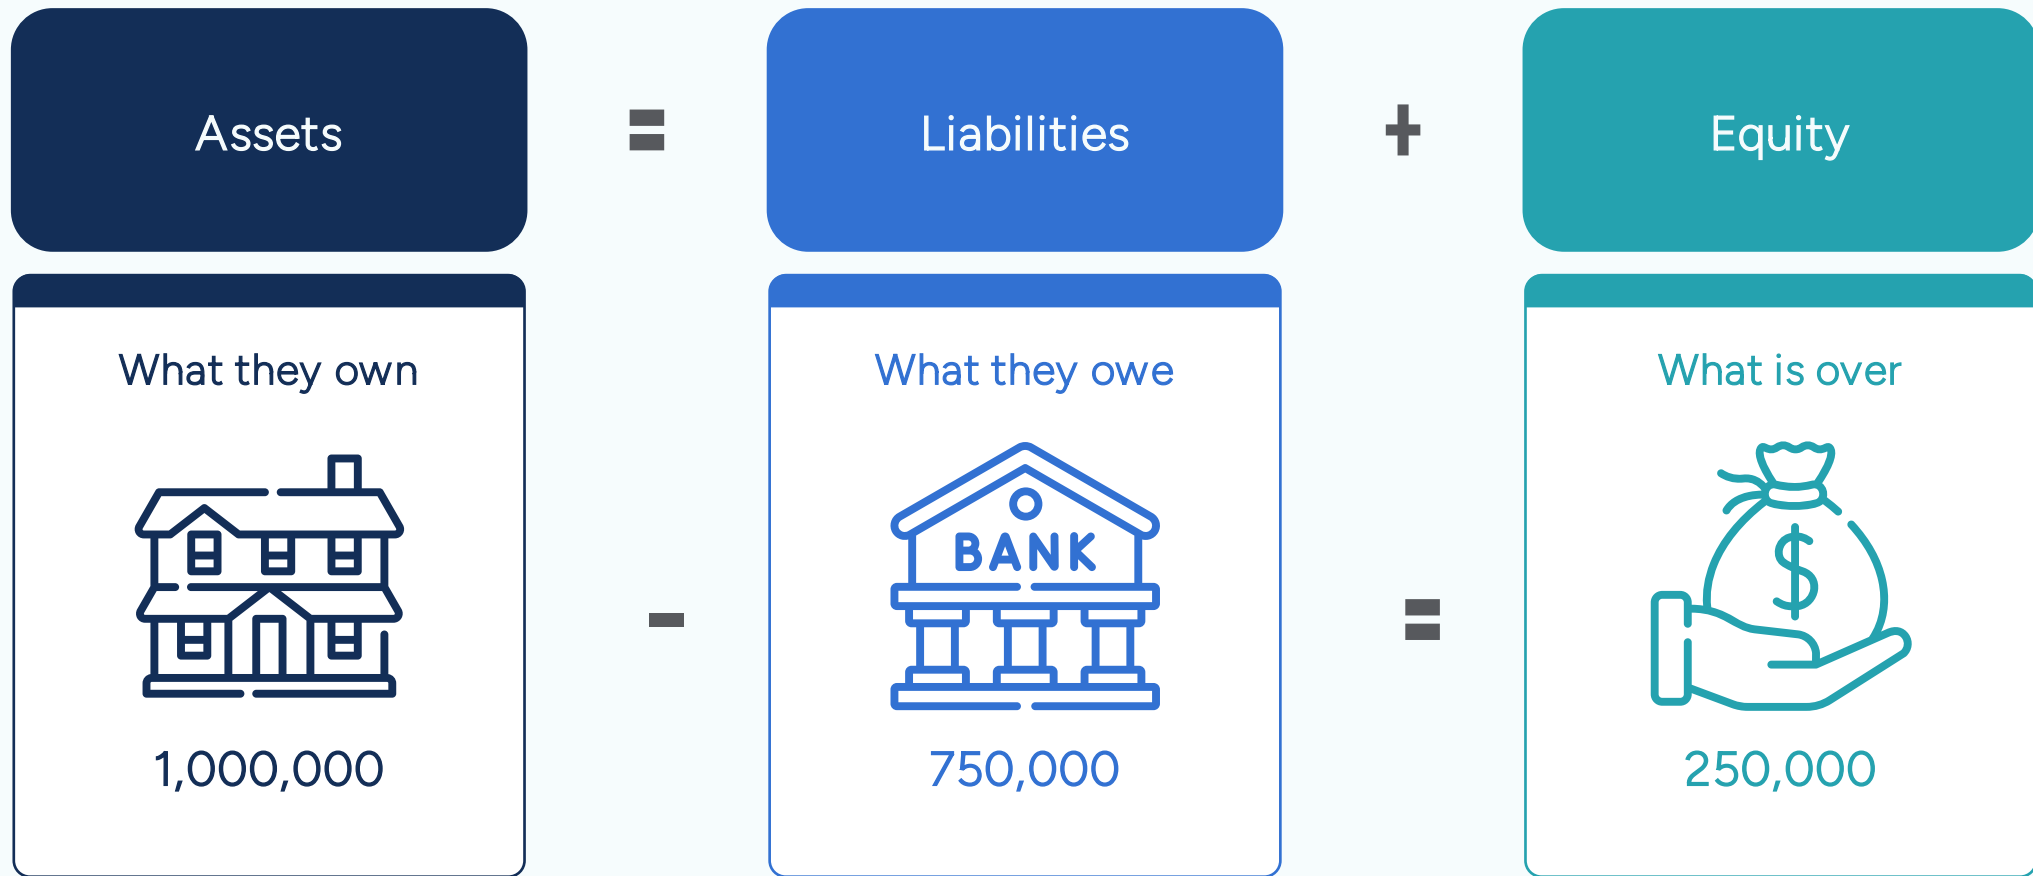 Assets = Liabilities + Equity
What they own
What they owe
What is over
BANK
$
-
=
1,000,000
750,000
250,000